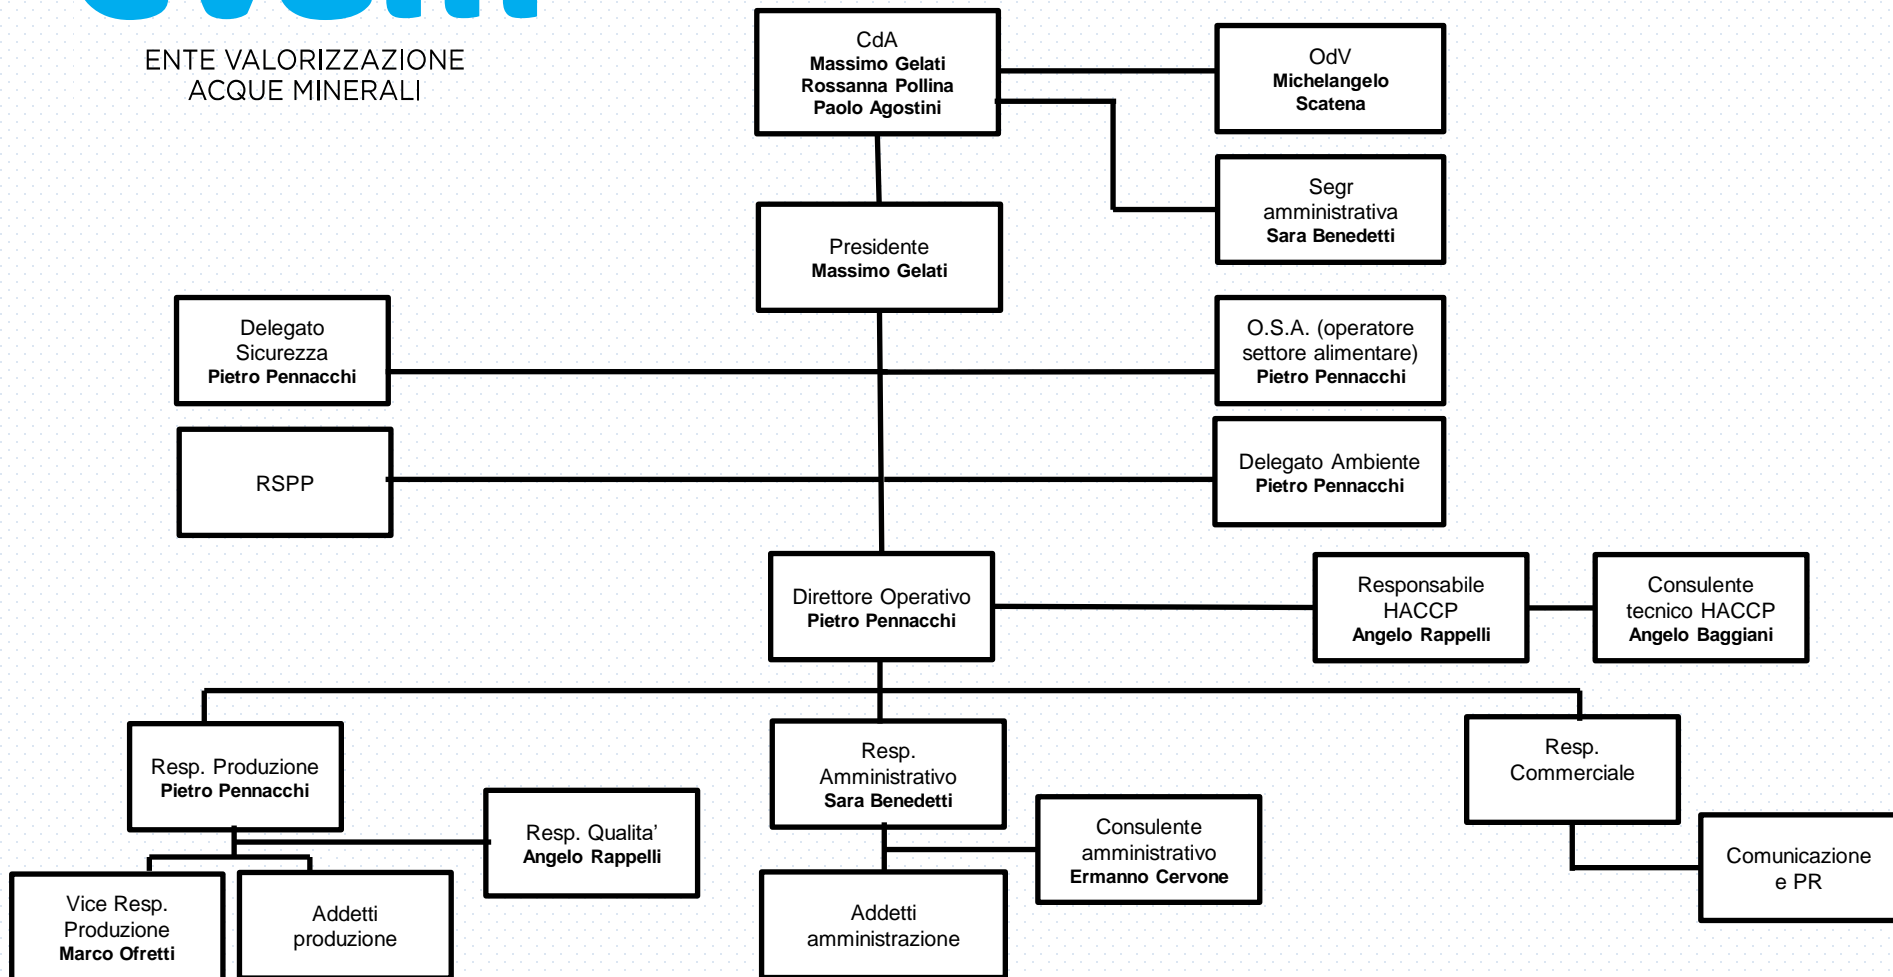 ENTE VALORIZZAZIONE
ACQUE MINERALI
CdA
Massimo Gelati
Rossanna Pollina
Paolo Agostini
OdV
Michelangelo
Scatena
Segr
amministrativa
Sara Benedetti
Presidente
Massimo Gelati
Delegato
Sicurezza
Pietro Pennacchi
O.S.A. (operatore
settore alimentare)
Pietro Pennacchi
RSPP
Delegato Ambiente
Pietro Pennacchi
Direttore Operativo
Pietro Pennacchi
Responsabile
HACCP
Angelo Rappelli
Consulente
tecnico HACCP
Angelo Baggiani
Resp. Produzione
Pietro Pennacchi
Resp.
Amministrativo
Sara Benedetti
Resp.
Commerciale
Resp. Qualita’
Angelo Rappelli
Consulente
amministrativo
Ermanno Cervone
Comunicazione
e PR
Vice Resp.
Produzione
Marco Ofretti
Addetti
produzione
Addetti
amministrazione